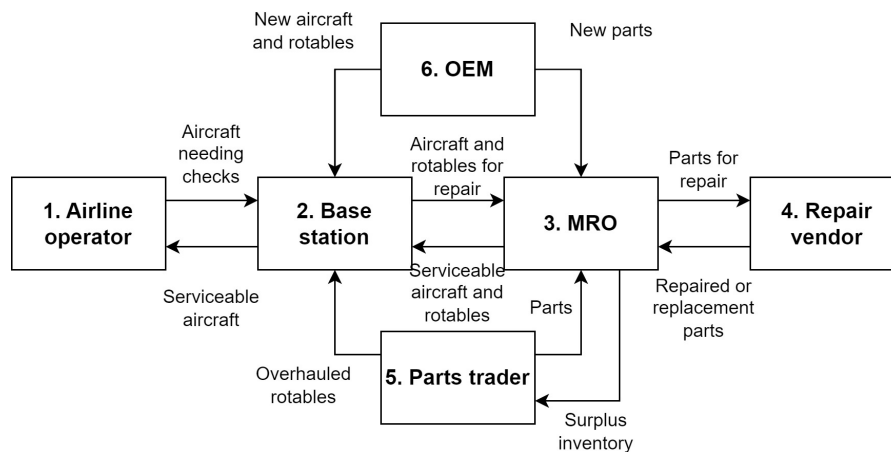 New aircraft
and rotables
New parts
6. OEM
Aircraft
needing
checks
Aircraft and
rotables for
repair
Parts for
repair
1. Airline
operator
2. Base
station
3. MRO
4. Repair
vendor
Serviceable
aircraft
Serviceable
aircraft and
rotables
Parts
Repaired or
replacement
parts
Overhauled
rotables
5. Parts trader
Surplus
inventory